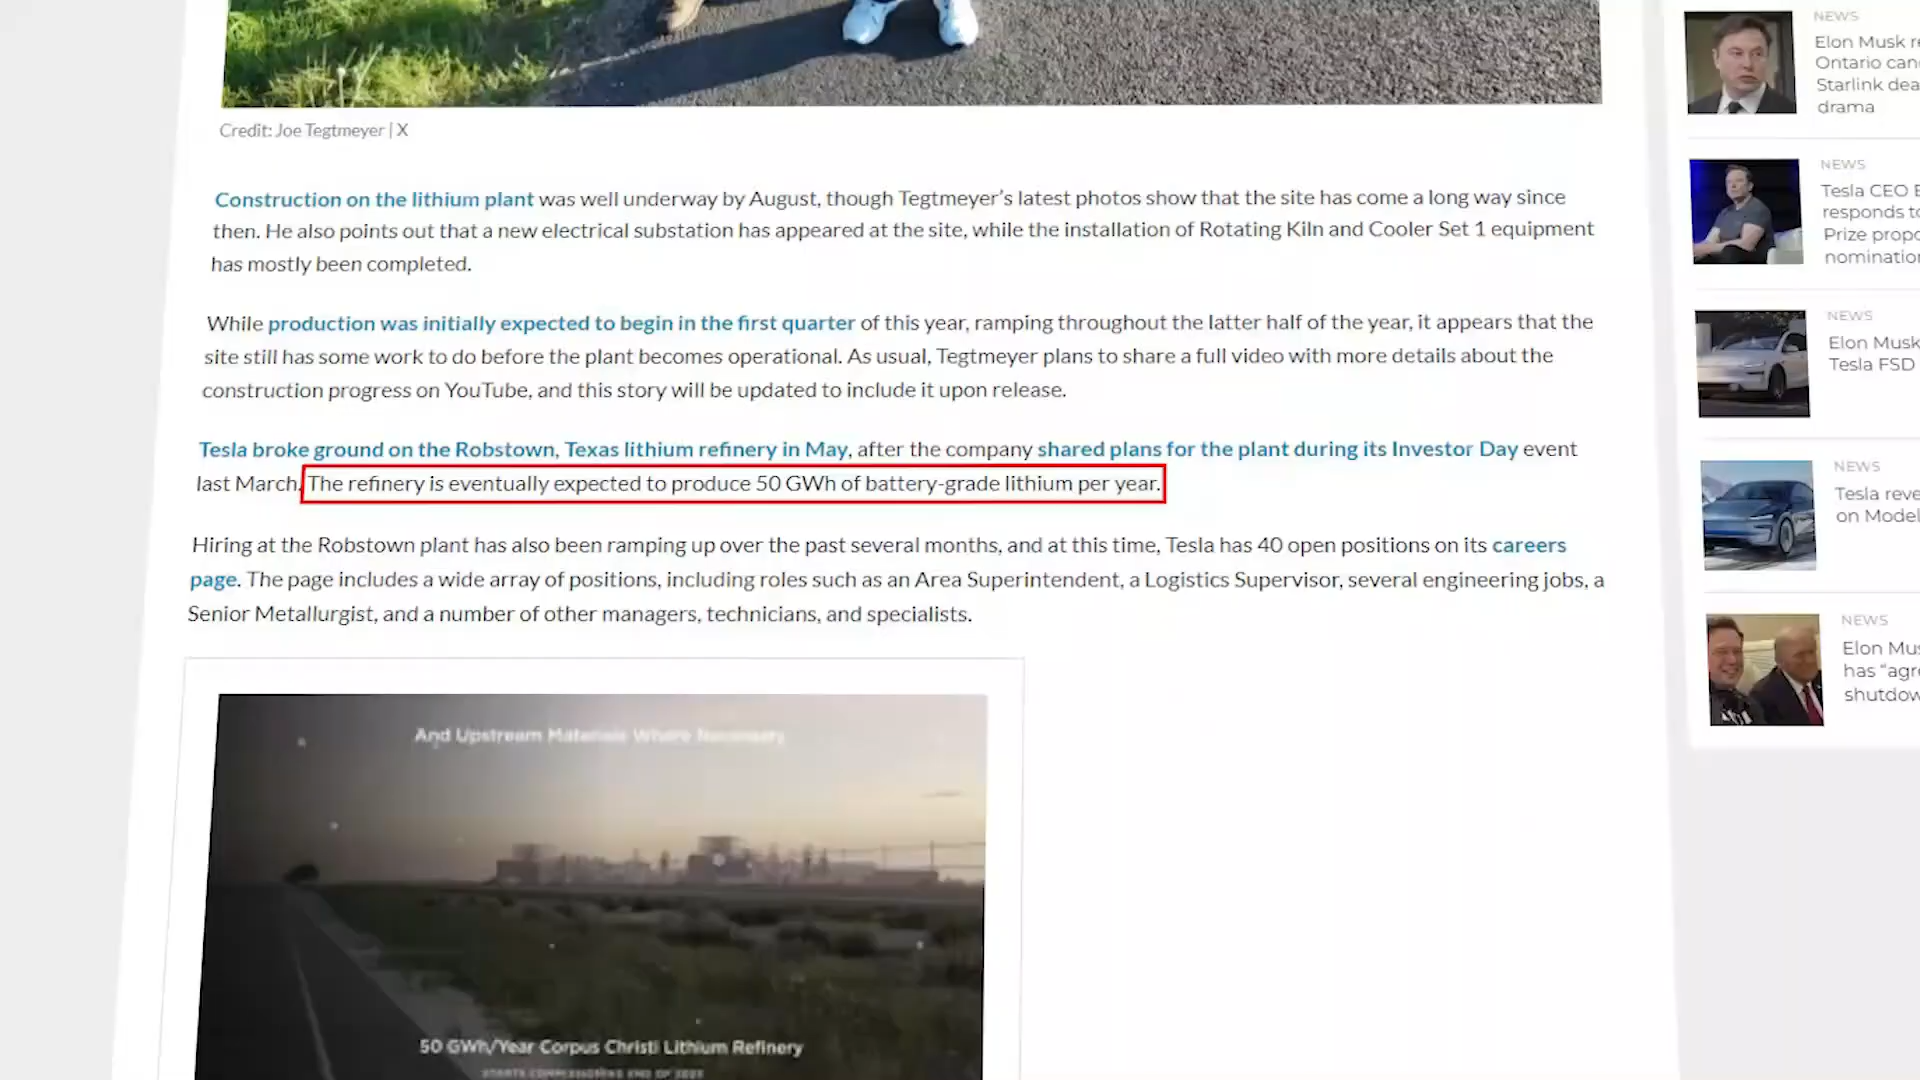 Credit: Joe Tegtmeyer | X
Construction on the lithium plant was well underway by August, though Tegtmeyer’s latest photos show that the site has come a long way since
then. He also points out that a new electrical substation has appeared at the site, while the installation of Rotating Kiln and Cooler Set 1 equipment
has mostly been completed.
While production was initially expected to begin in the first quarter of this year, ramping throughout the latter half of the year, it appears that the
site still has some work to do before the plant becomes operational. As usual, Tegtmeyer plans to share a full video with more details about the
construction progress on YouTube, and this story will be updated to include it upon release.
Tesla broke ground on the Robstown, Texas lithium refinery in May, after the company shared plans for the plant during its Investor Day event
last March. The refinery is eventually expected to produce 50 GWh of battery-grade lithium per year.
Hiring at the Robstown plant has also been ramping up over the past several months, and at this time, Tesla has 40 open positions on its careers
page. The page includes a wide array of positions, including roles such as an Area Superintendent, a Logistics Supervisor, several engineering jobs, a
Senior Metallurgist, and a number of other managers, technicians, and specialists.
And Upstream Materials Where Necessary
50 GWh/Year Corpus Christi Lithium Refinery
NEWS
Elon Musk
Ontario
Starlink
drama
NEWS
Tesla CEO
responds
Prize
NEWS
Elon Musk
Tesla FSD
NEWS
Tesla
on Model
NEWS
Elon
has